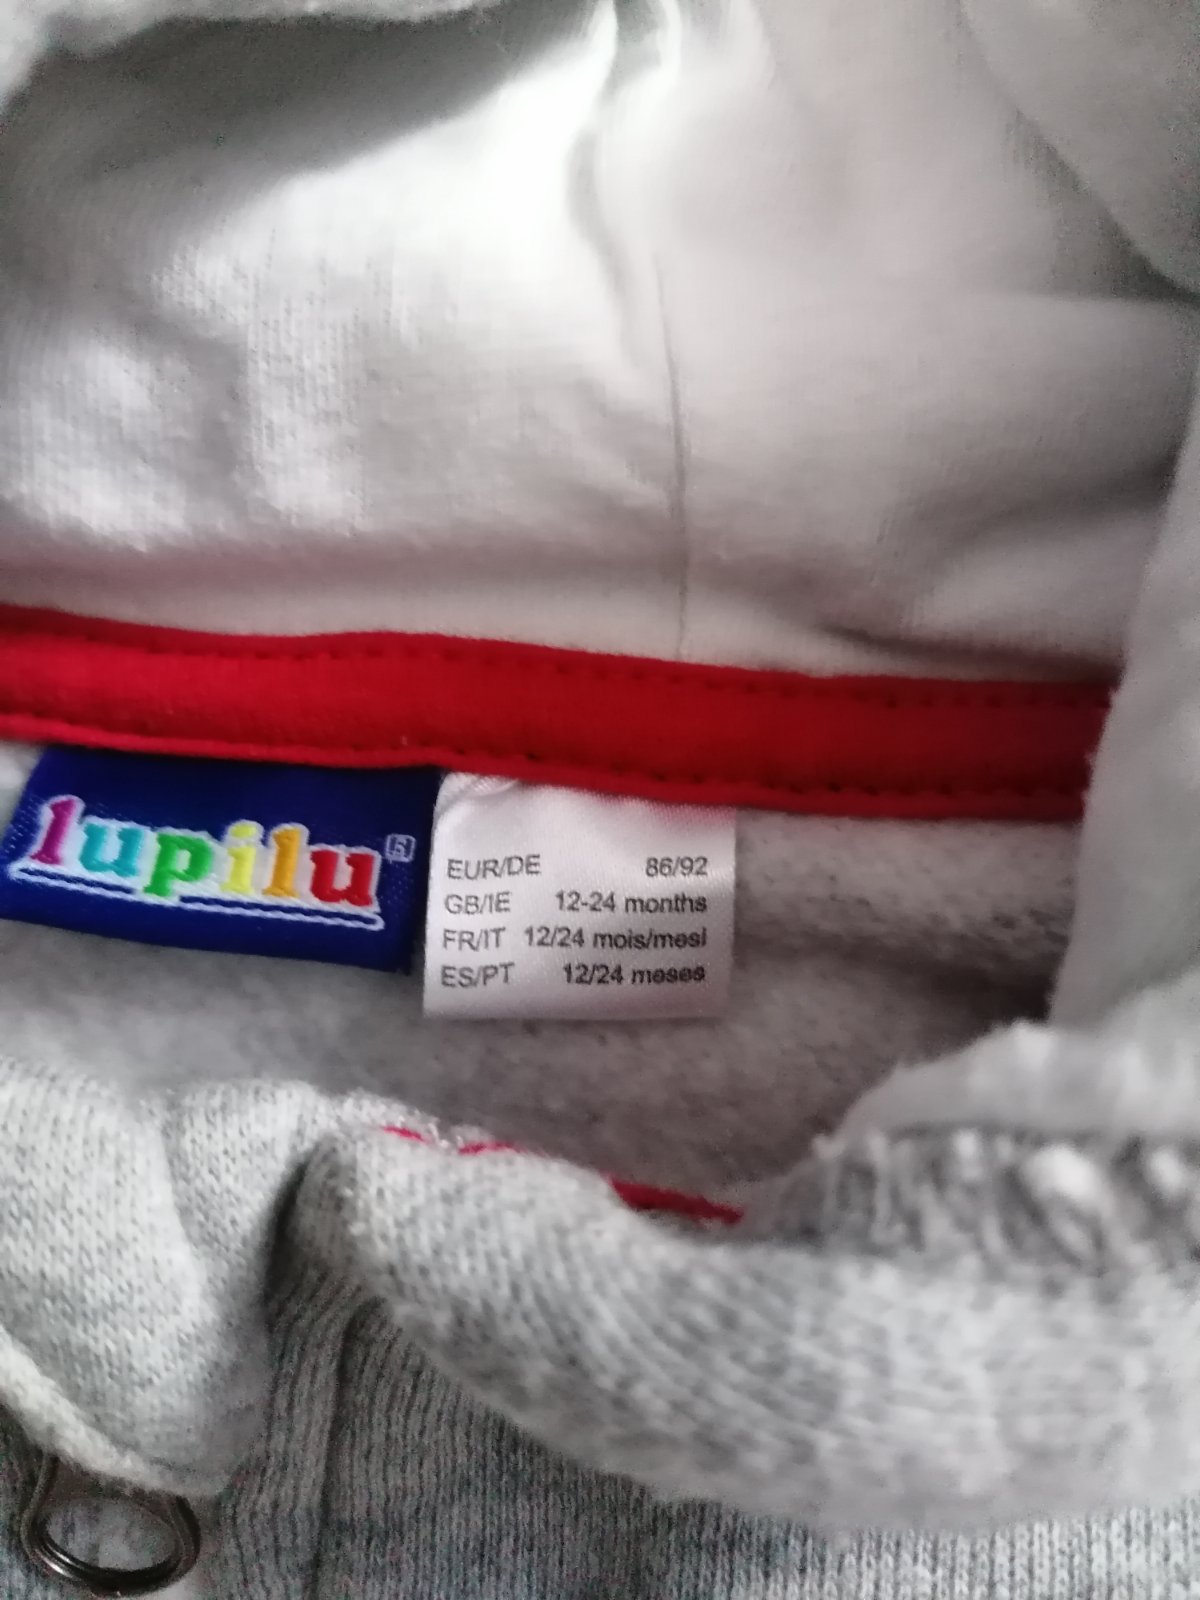 lupilu®
EUR/DE 86/92
GB/IE 12-24 months
FR/IT 12/24 mois/mesi
ES/PT 12/24 meses